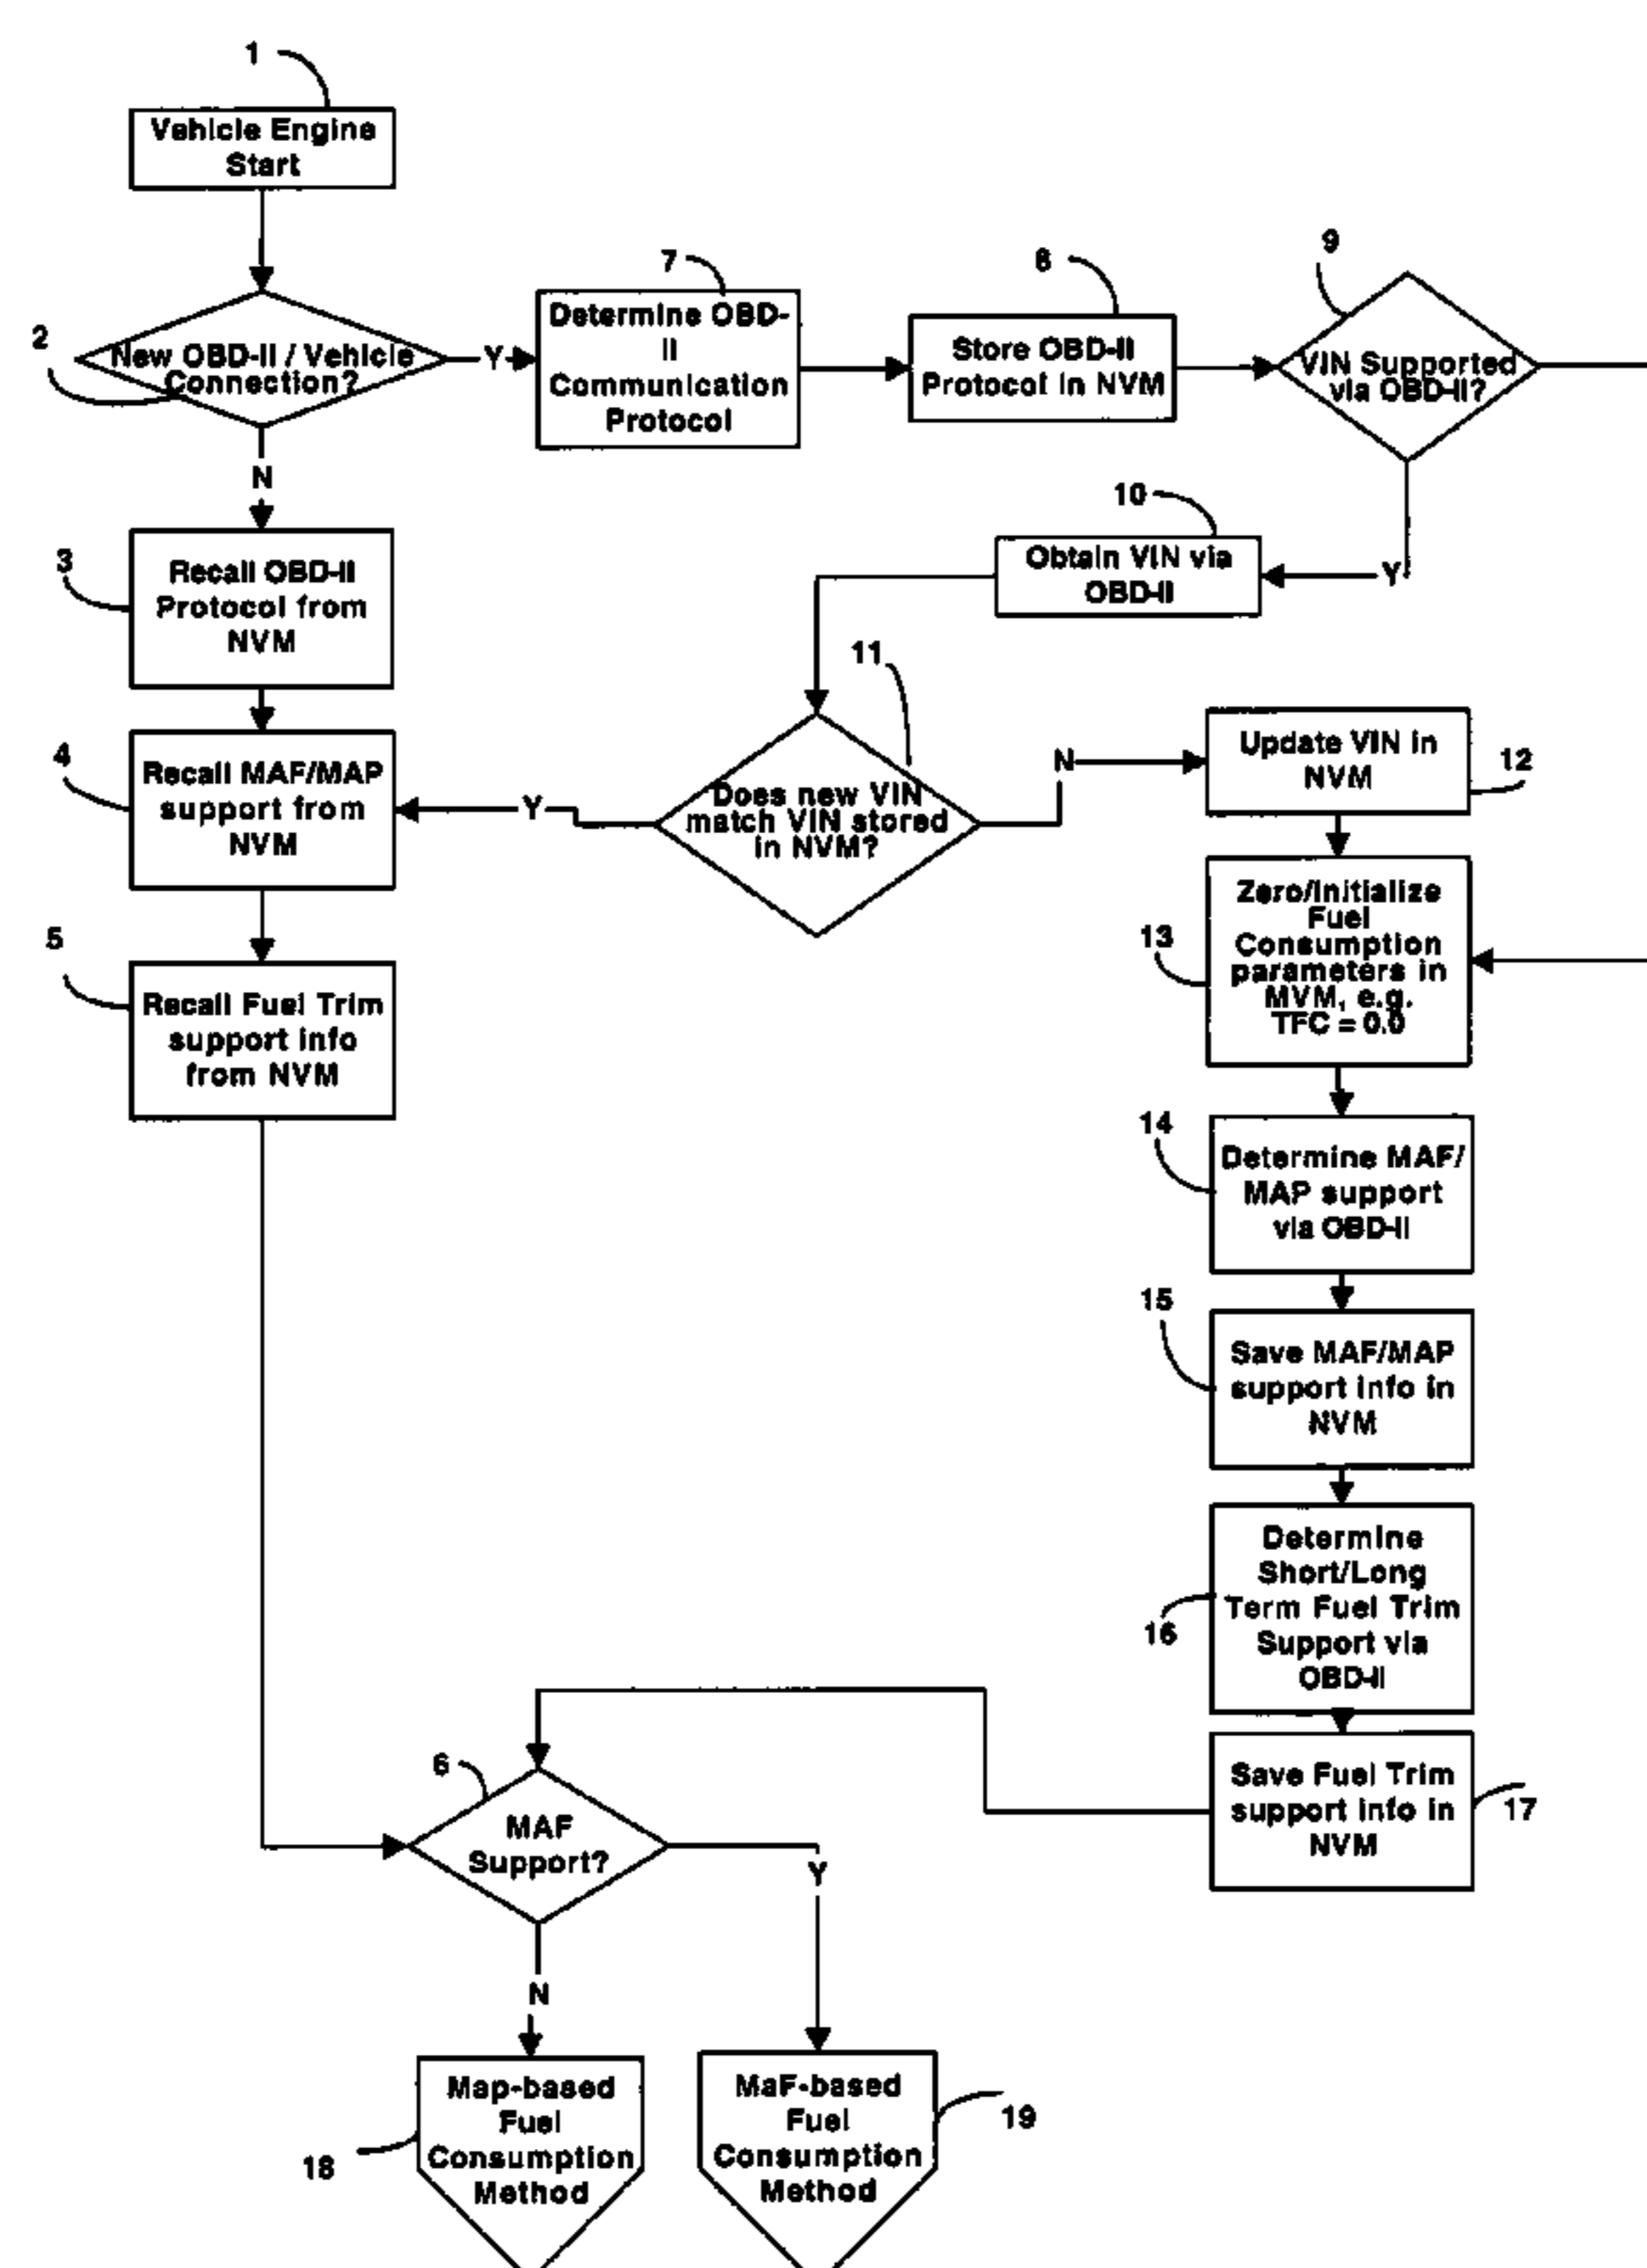 1
Vehicle Engine
Start
2
New OBD-II / Vehicle
Connection?
Y
N
7
Determine OBD-
II
Communication
Protocol
8
Store OBD-II
Protocol in NVM
9
VIN Supported
via OBD-II?
Y
10
Obtain VIN via
OBD-II
3
Recall OBD-II
Protocol from
NVM
4
Recall MAF/MAP
support from
NVM
Y
11
Does new VIN
match VIN stored
in NVM?
N
Update VIN in
NVM
12
5
Recall Fuel Trim
support info
from NVM
13
Zero/Initialize
Fuel
Consumption
parameters in
MVM, e.g.
TFC = 0.0
14
Determine MAF/
MAP support
via OBD-II
15
Save MAF/MAP
support info in
NVM
16
Determine
Short/Long
Term Fuel Trim
Support via
OBD-II
Save Fuel Trim
support info in
NVM
17
6
MAF
Support?
Y
N
18
Map-based
Fuel
Consumption
Method
MaF-based
Fuel
Consumption
Method
19